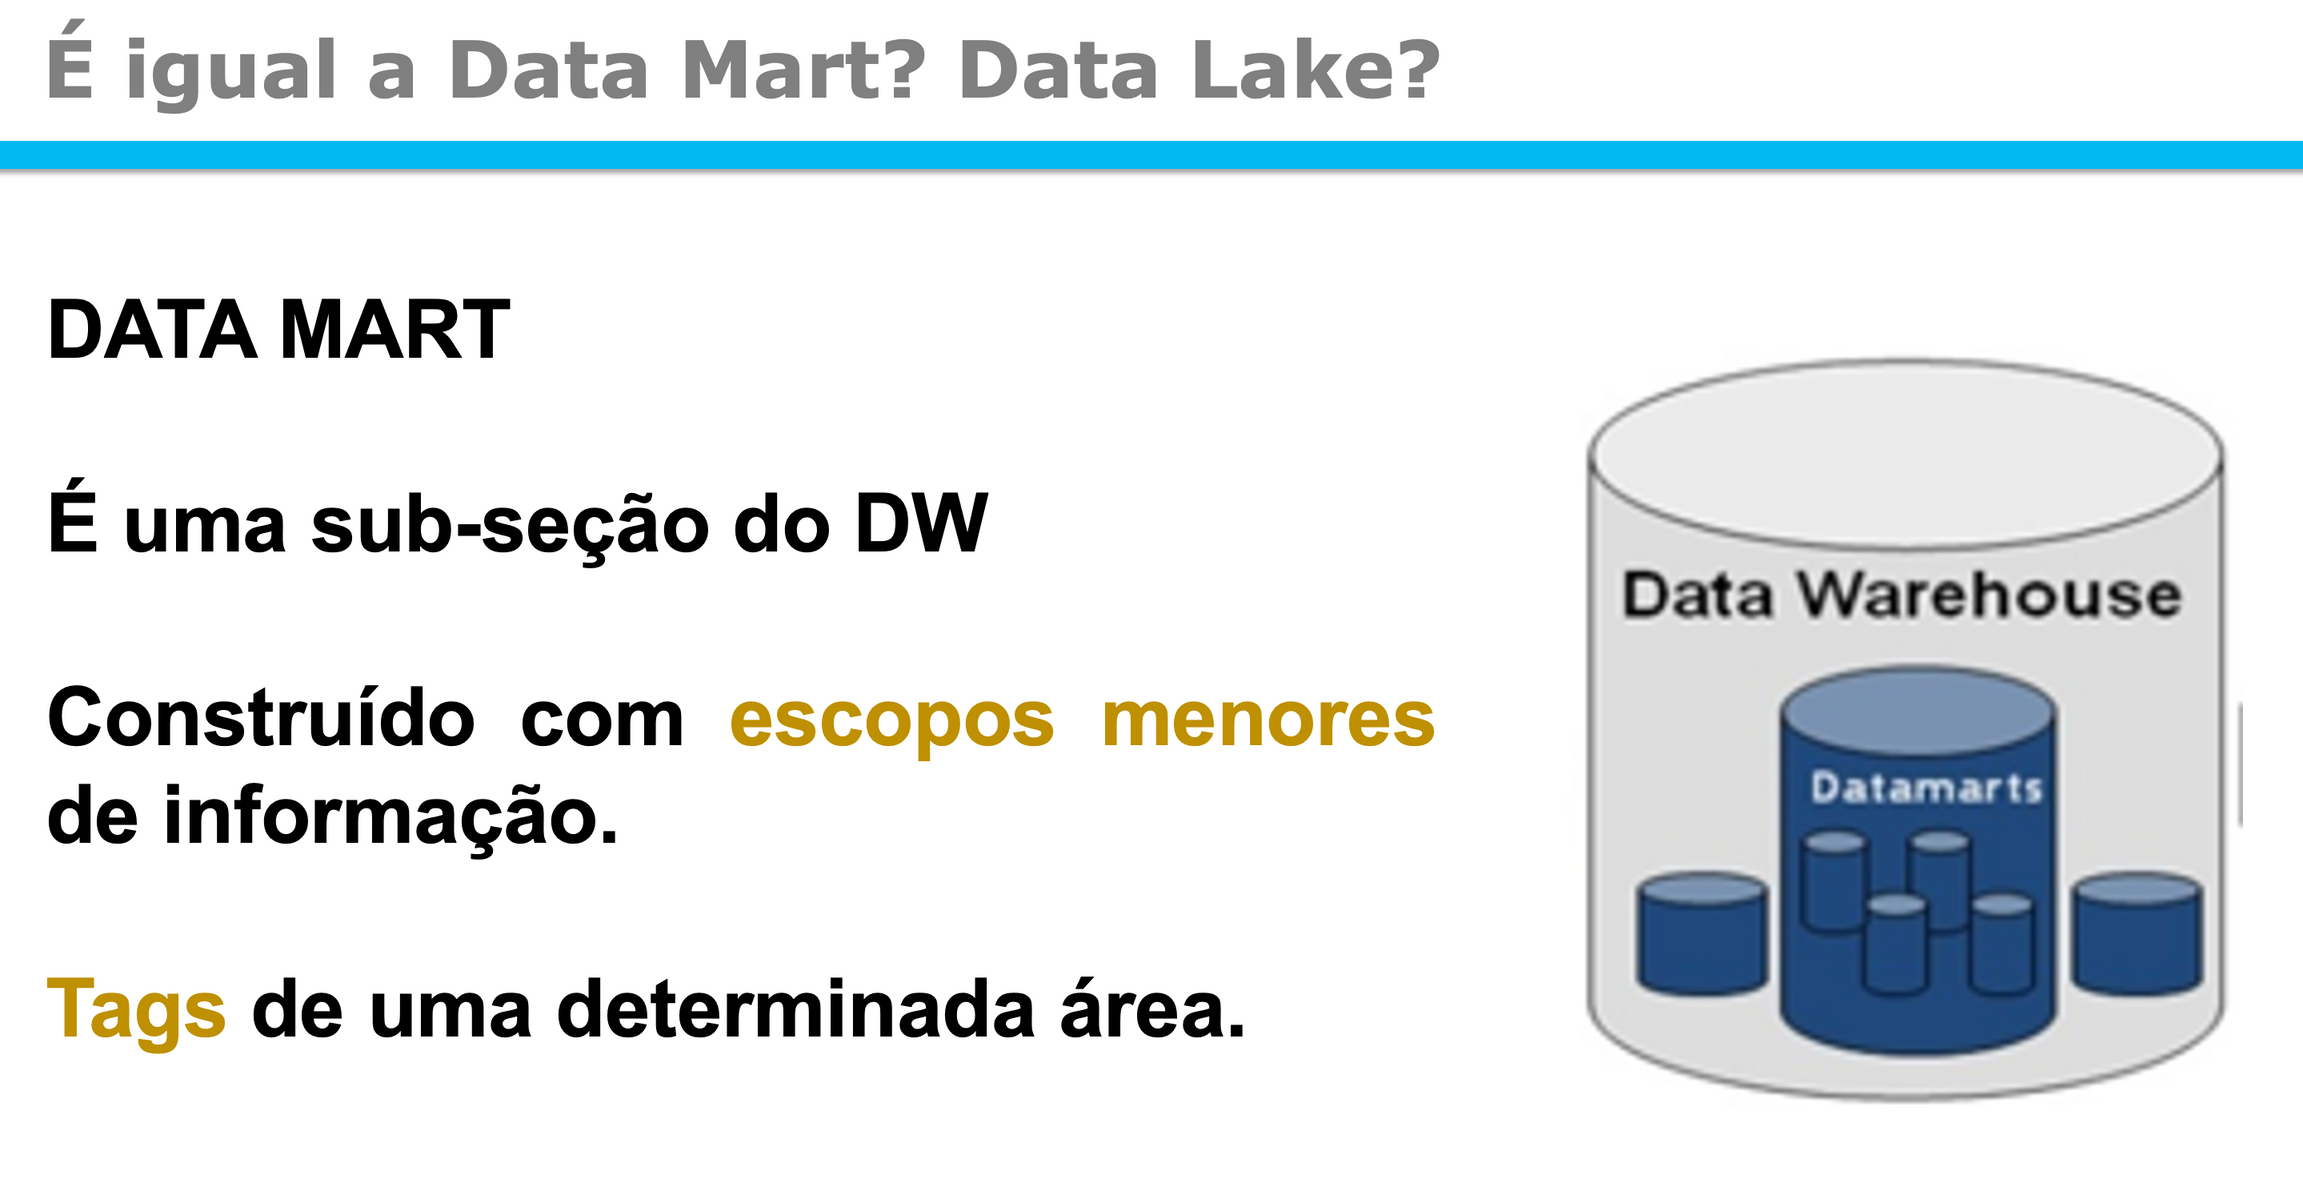 É igual a Data Mart? Data Lake?
DATA MART
É uma sub-seção do DW
Construído com escopos menores
de informação.
Tags de uma determinada área.
Data Warehouse
Datamarts